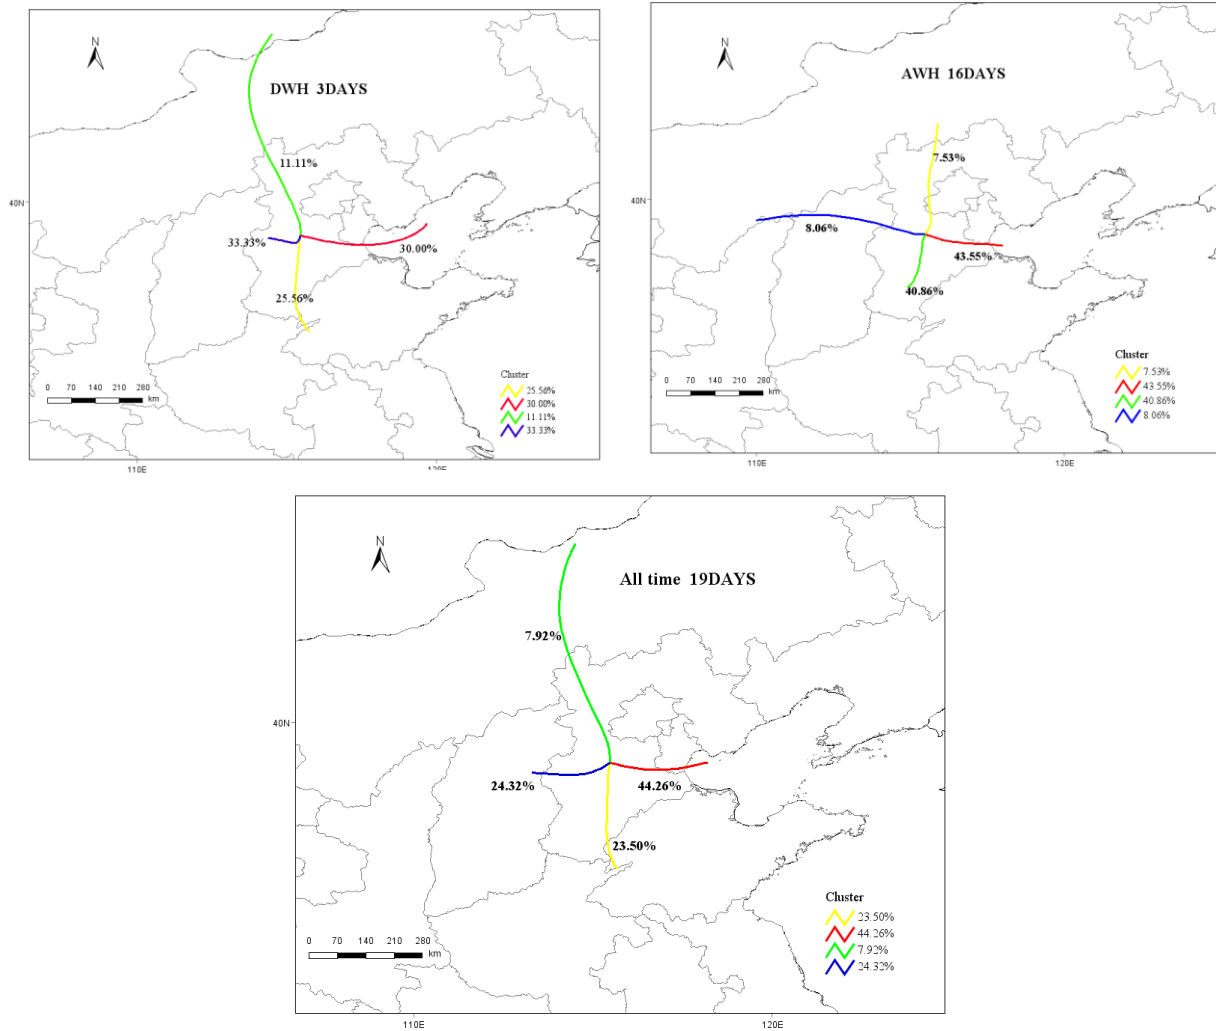 N
DWH 3DAYS
11.11%
40N
33.33%
30.00%
25.56%
0 70 140 210 280
km
Cluster
25.56%
30.00%
11.11%
33.33%
110E
120E
N
AWH 16DAYS
7.53%
40N
8.06%
43.55%
40.86%
0 70 140 210 280
km
Cluster
7.53%
43.55%
40.86%
8.06%
110E
120E
N
All time 19DAYS
7.92%
40N
24.32%
44.26%
23.50%
0 70 140 210 280
km
Cluster
23.50%
44.26%
7.92%
24.32%
110E
120E